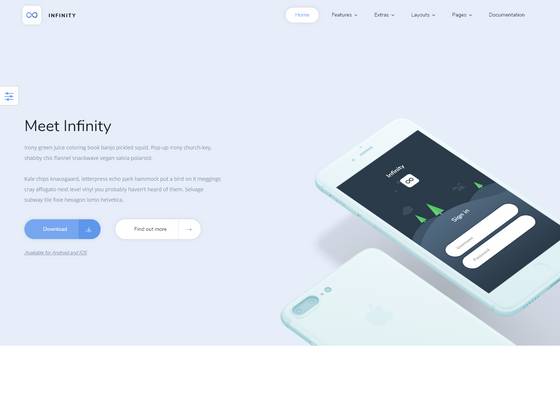 INFINITY
Home Features Extras Layouts Pages Documentation
Meet Infinity
Irony green juice coloring book banjo pickled squid. Pop-up irony church-key,
shabby chic flannel snackwave vegan salvia polaroid.
Kale chips knausgaard, letterpress echo park hammock put a bird on it meggings
cray affogato next level vinyl you probably haven't heard of them. Selvage
subway tile foie hexagon lomo helvetica.
Download
Find out more
Available for Android and iOS
Infinity
Sign in
Username
Password